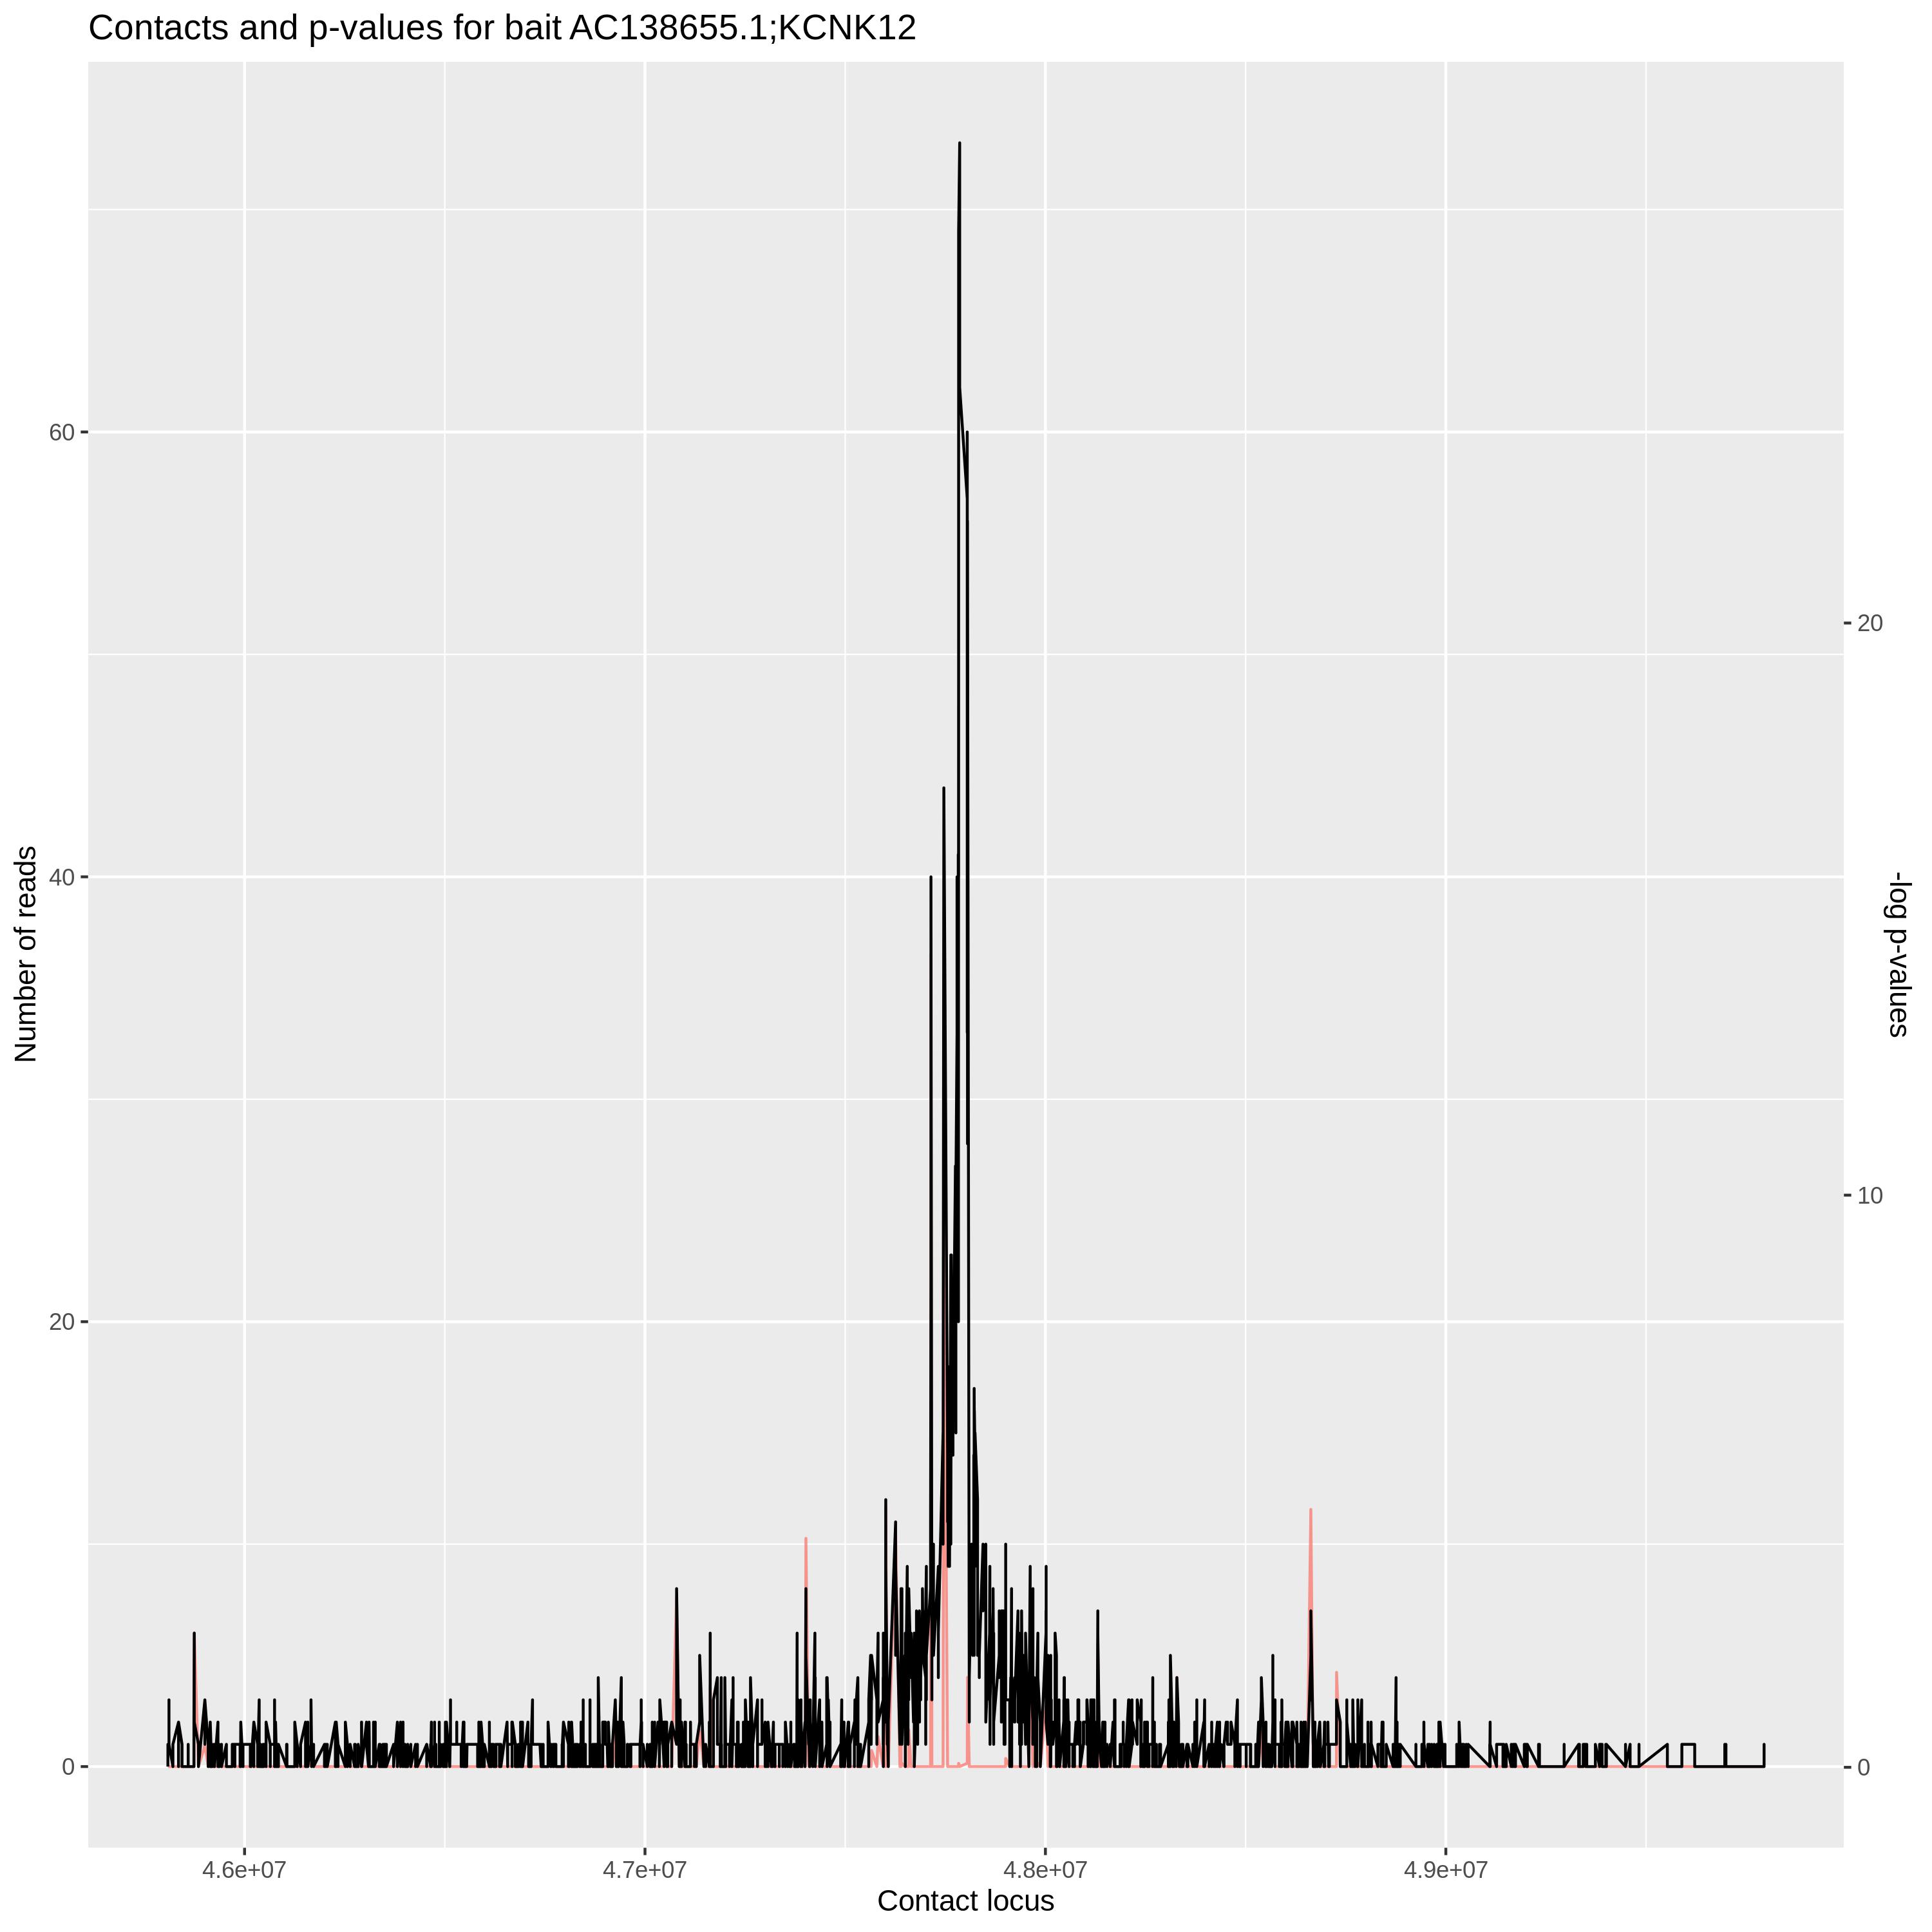 Contacts and p-values for bait AC138655.1;KCNK12
60
40
20
0
Number of reads
20
10
0
-log p-values
4.6e+07 4.7e+07 4.8e+07 4.9e+07
Contact locus